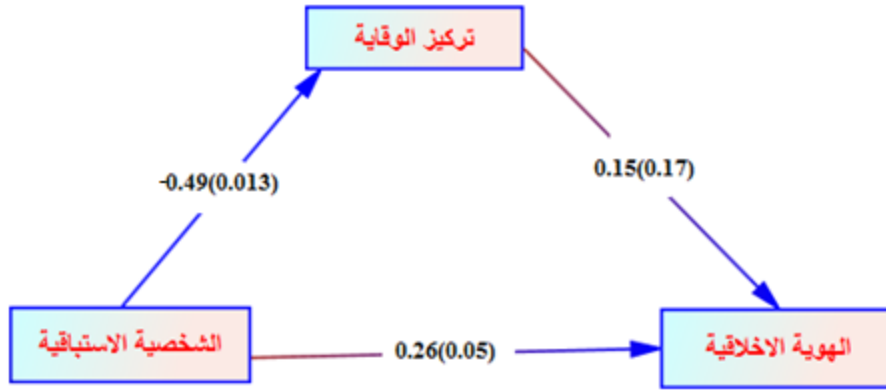 تركيز الوقاية
-0.49(0.013)
0.15(0.17)
الشخصية الاستباقية
0.26(0.05)
الهوية الاخلاقية